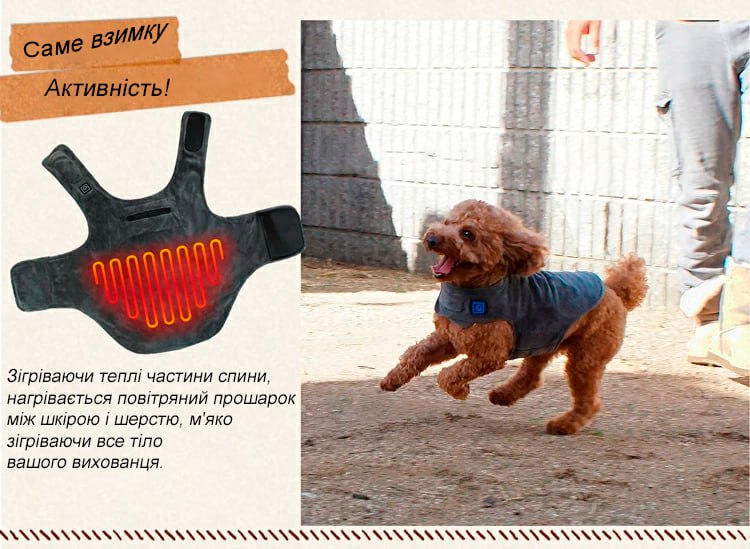 Саме взимку
Активність!
Зігріваючи теплі частини спини,
нагрівається повітряний прошарок
між шкірою і шерстю, м'яко
зігріваючи все тіло
вашого вихованця.